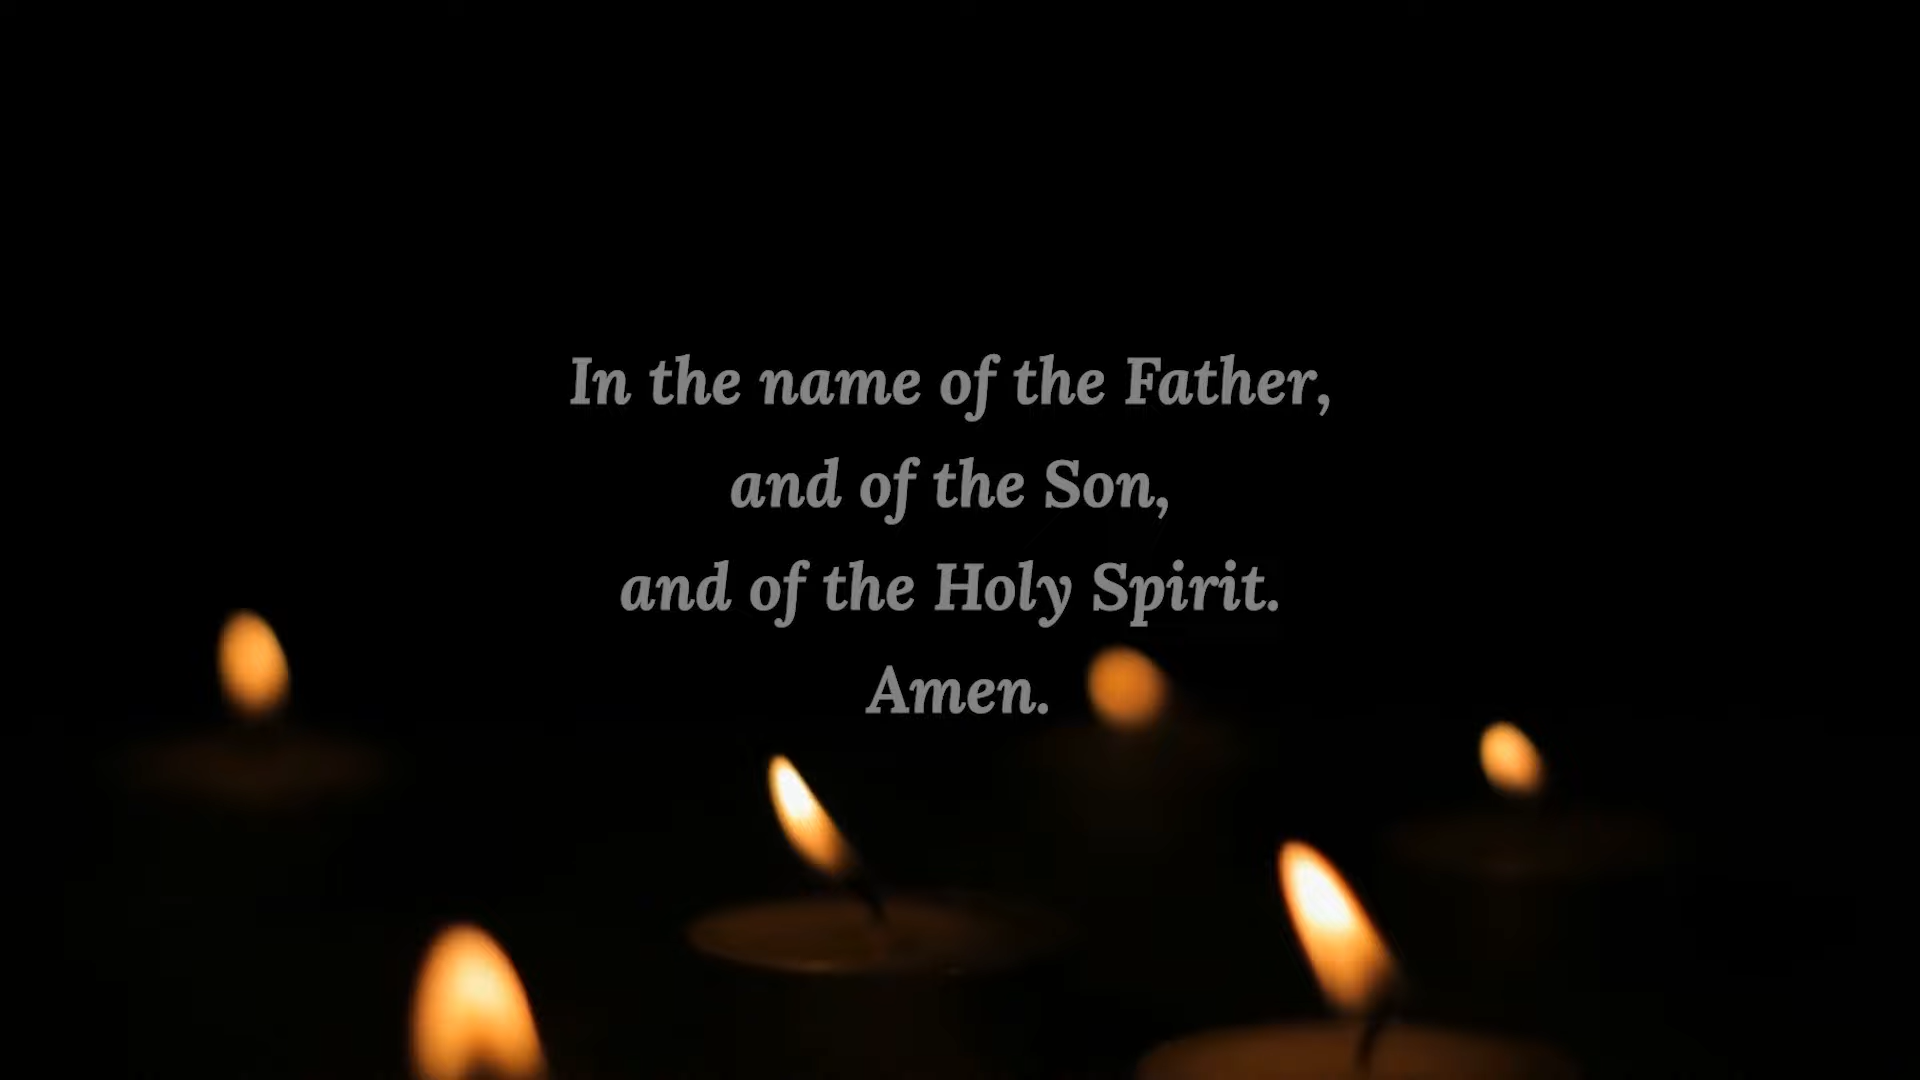 In the name of the Father,
and of the Son,
and of the Holy Spirit.
Amen.